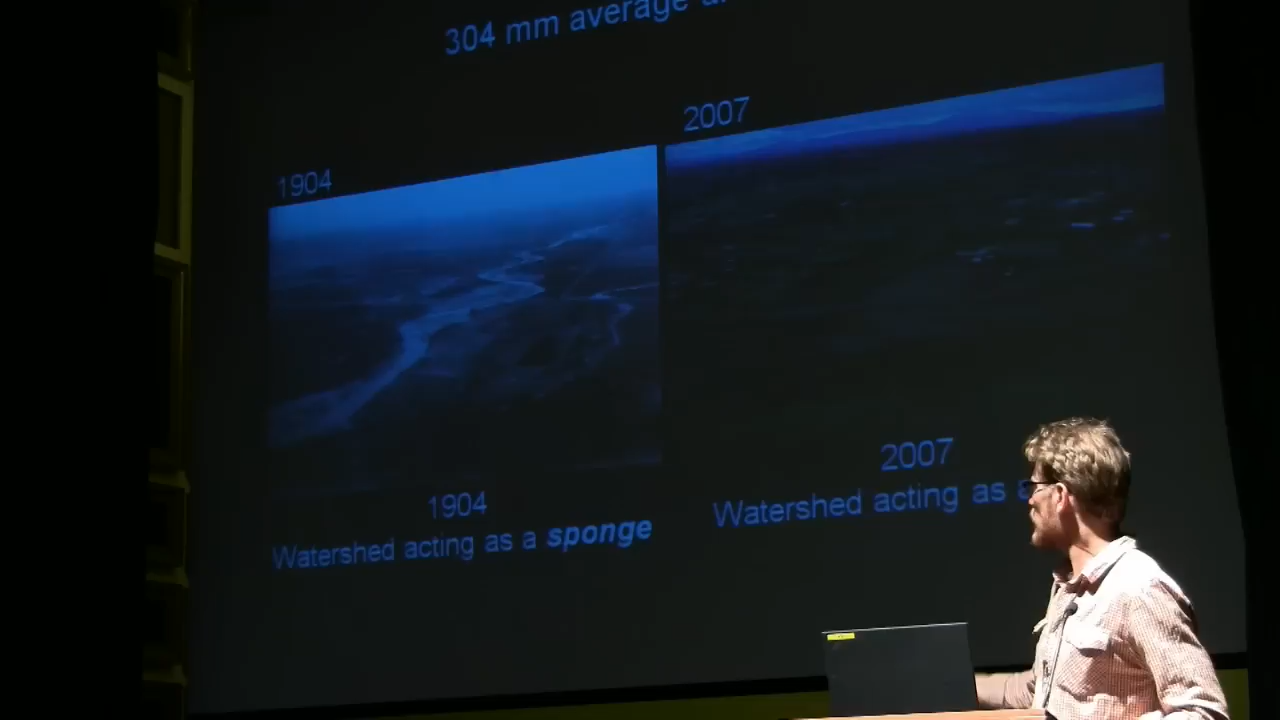 304 mm average
2007
1904
2007
1904
Watershed acting as a
Watershed acting as a sponge